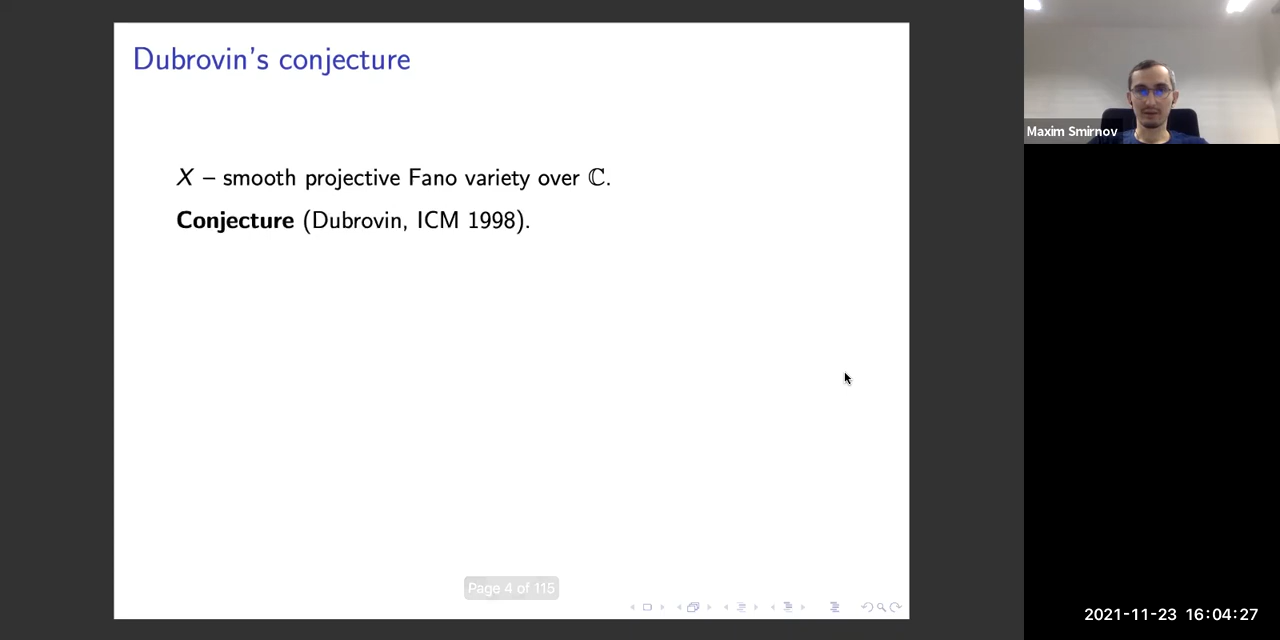 Dubrovin's conjecture
X – smooth projective Fano variety over ℂ.
Conjecture (Dubrovin, ICM 1998).
Page 4 of 115
Maxim Smirnov
2021-11-23 16:04:27